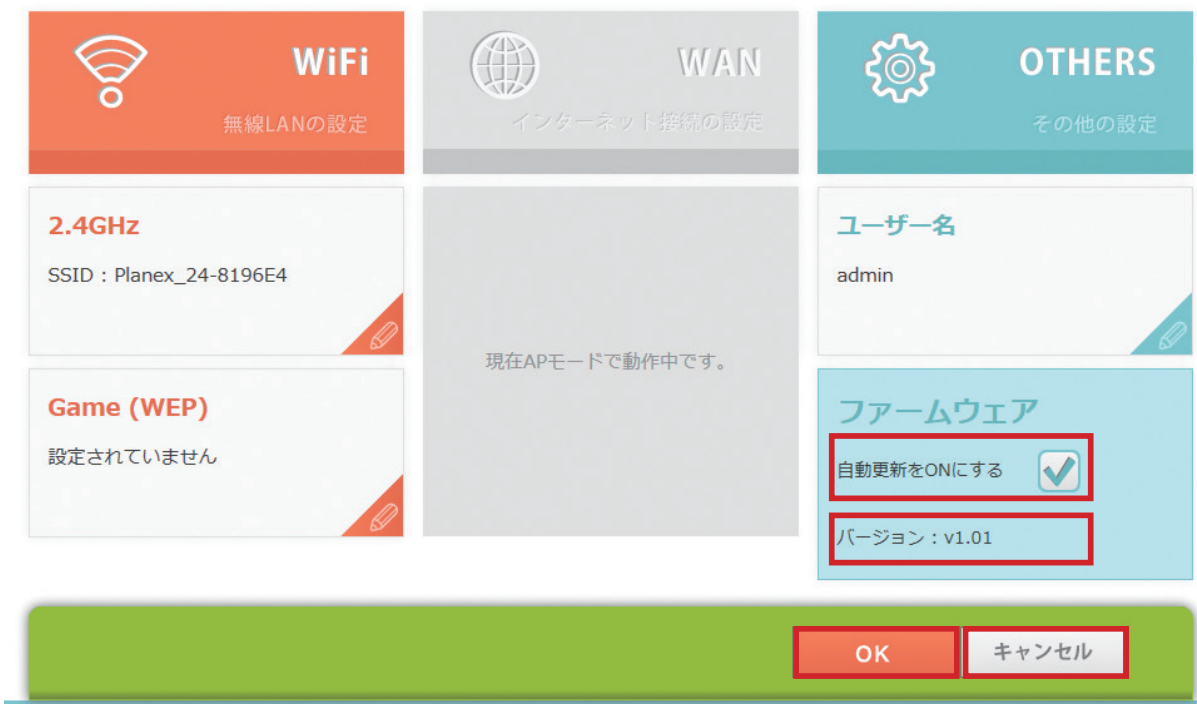 WiFi
無線LANの設定
WAN
インターネット接続の設定
OTHERS
その他の設定
2.4GHz
SSID：Planex_24-8196E4
Game (WEP)
設定されていません
現在APモードで動作中です。
ユーザー名
admin
ファームウェア
自動更新をONにする
バージョン：v1.01
OK
キャンセル